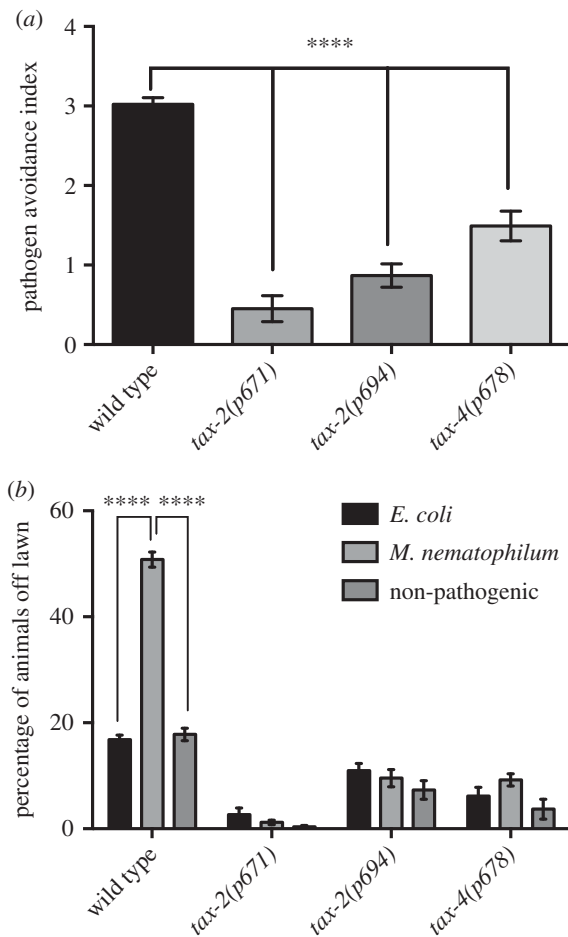 (a)
4
3
2
1
0
pathogen avoidance index
****
wild type
tax-2(p671)
tax-2(p694)
tax-4(p678)
(b)
60
40
20
0
percentage of animals off lawn
**** ****
E. coli
M. nematophilum
non-pathogenic
wild type
tax-2(p671)
tax-2(p694)
tax-4(p678)